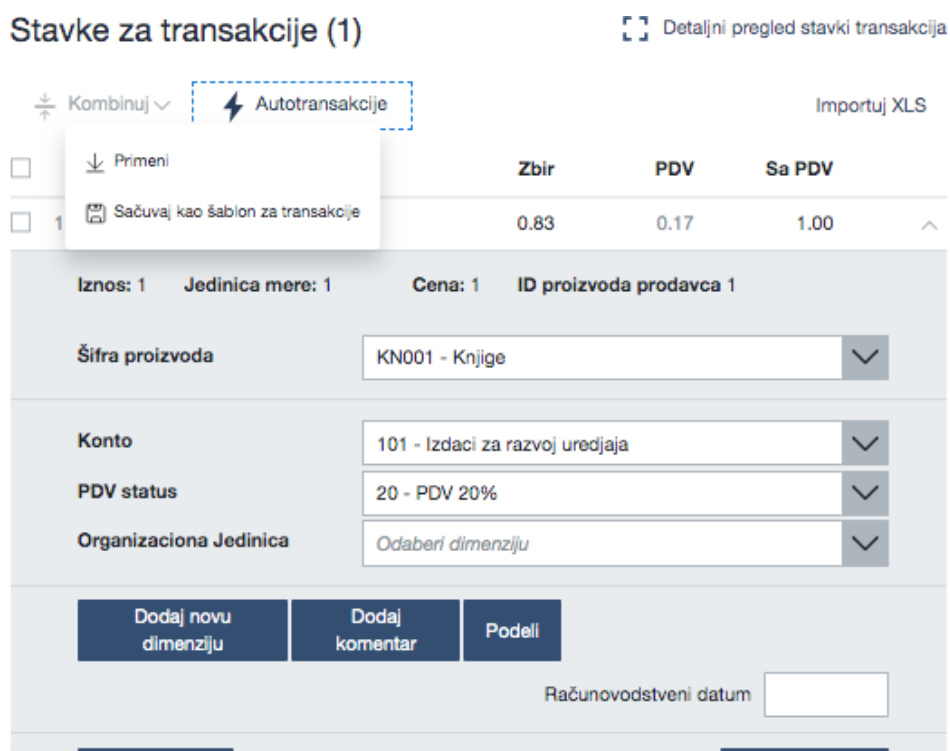 Stavke za transakcije (1)
Detaljni pregled stavki transakcija
Kombinuj
Autotransakcije
Importuj XLS
Primeni
Sačuvaj kao šablon za transakcije
Zbir PDV Sa PDV
1 0.83 0.17 1.00
Iznos: 1 Jedinica mere: 1 Cena: 1 ID proizvoda prodavca 1
Šifra proizvoda KN001 - Knjige
Konto 101 - Izdaci za razvoj uredjaja
PDV status 20 - PDV 20%
Organizaciona Jedinica Odaberi dimenziju
Dodaj novu
dimenziju
Dodaj
komentar
Podeli
Računovodstveni datum